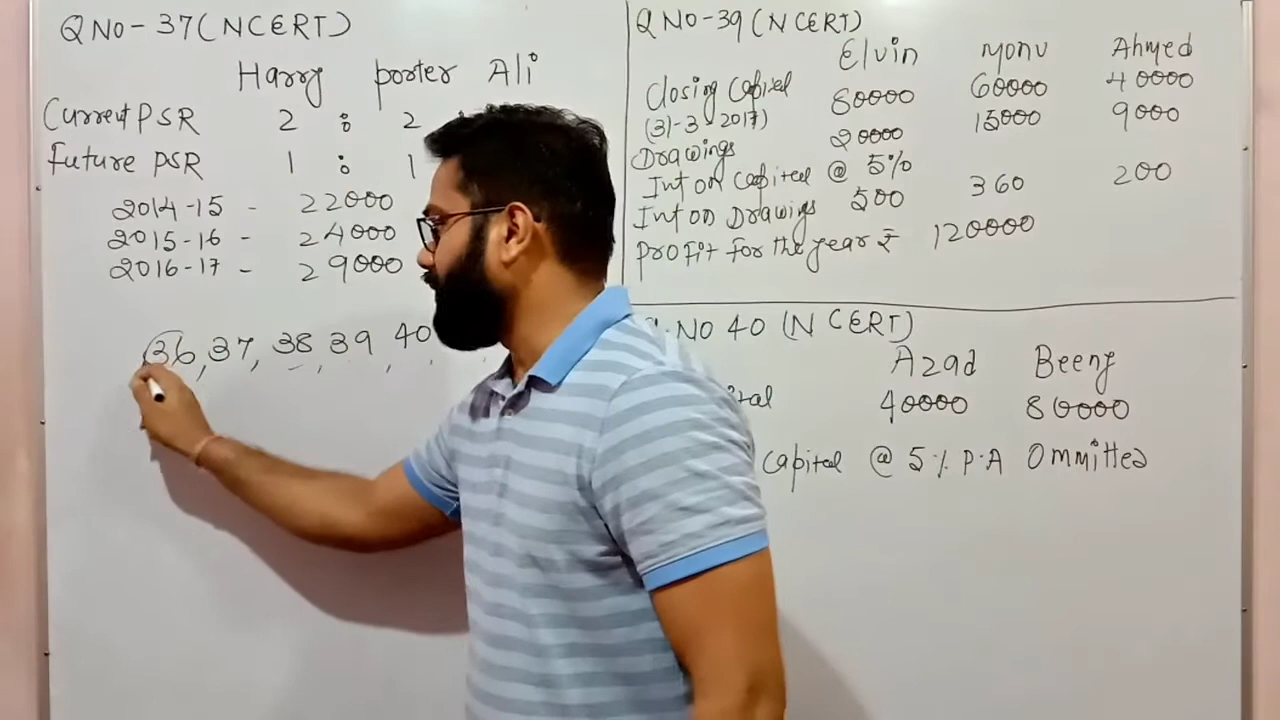 Q NO - 37 (NCERT)
Harry porter Ali
Current PSR 2 : 2 :
Future PSR 1 : 1
2014-15 - 22000
2015-16 - 24000
2016-17 - 29000
36, 37, 38, 39, 40
Q NO - 39 (NCERT)
Elvin monu Ahmed
Closing Capital 80000 60000 40000
(31-3-2017)
Drawings 20000 15000 9000
Int on Capital @ 5%
Int on Drawings 500 360 200
Profit for the year ₹ 120000
NO 40 (NCERT)
Azad Beeny
ital 40000 80000
Capital @ 5% P.A Ommitted